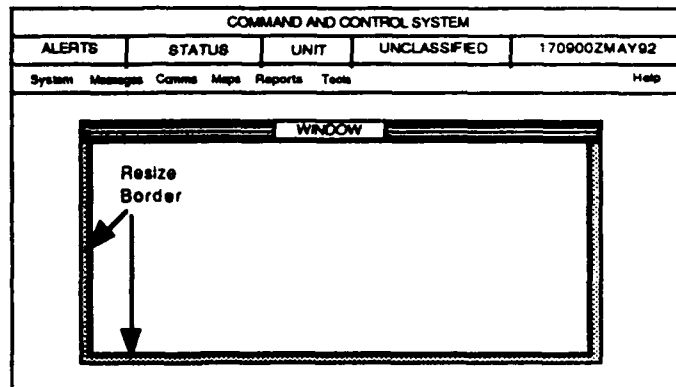 COMMAND AND CONTROL SYSTEM
ALERTS STATUS UNIT UNCLASSIFIED 170900ZMAY92
System Messages Comms Maps Reports Tools Help
WINDOW
Resize
Border